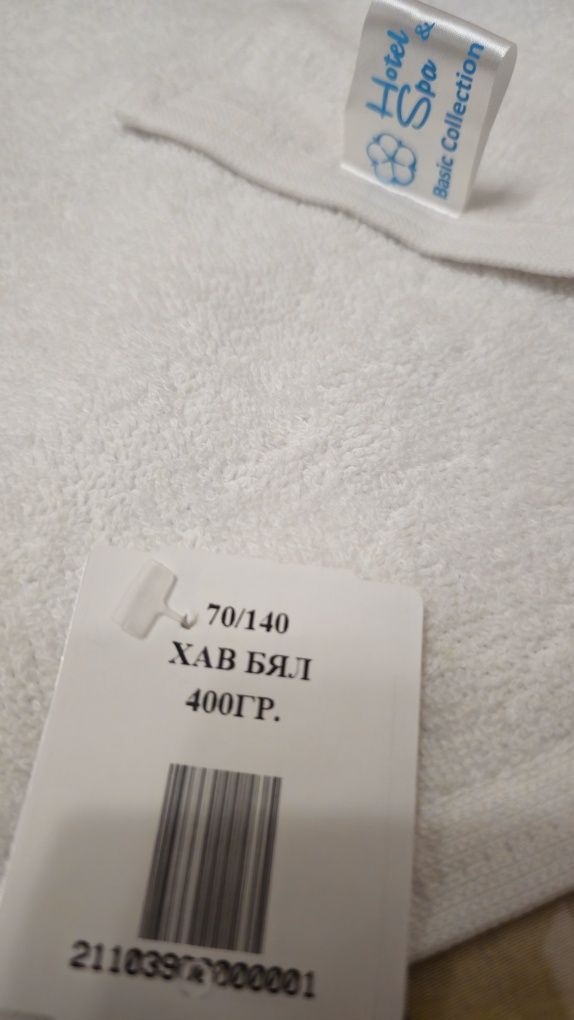 Hotel &
Spa
Basic Collection
70/140
ХАВ БЯЛ
400ГР.